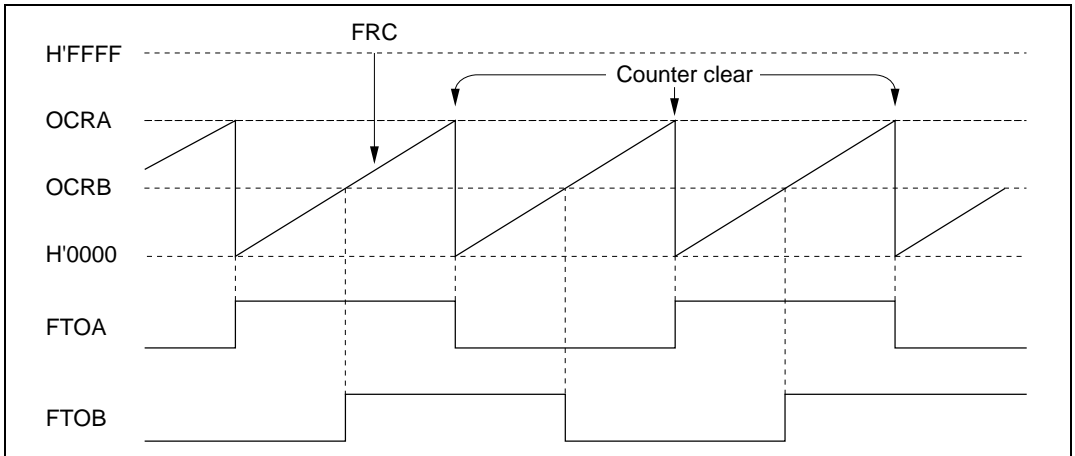 FRC
H'FFFF
Counter clear
OCRA
OCRB
H'0000
FTOA
FTOB